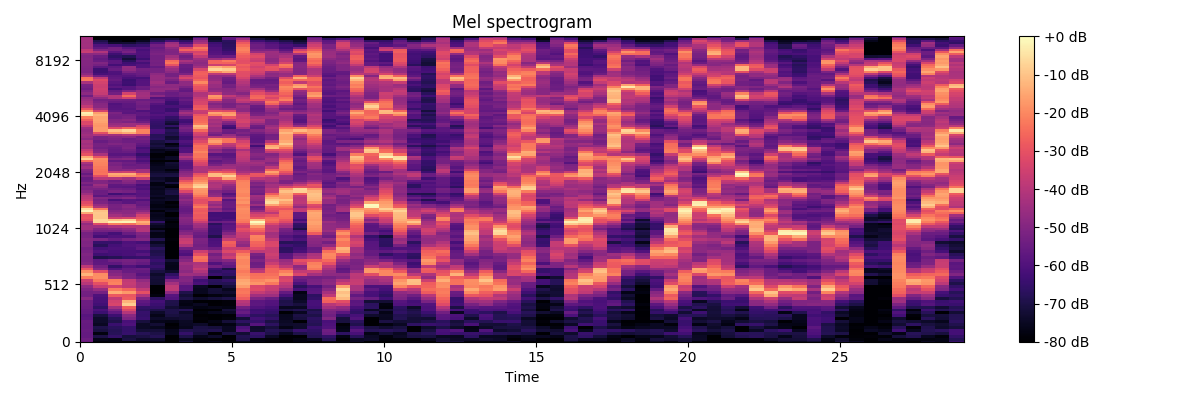 Mel spectrogram
Hz
8192
4096
2048
1024
512
0
0 5 10 15 20 25
Time
+0 dB
-10 dB
-20 dB
-30 dB
-40 dB
-50 dB
-60 dB
-70 dB
-80 dB